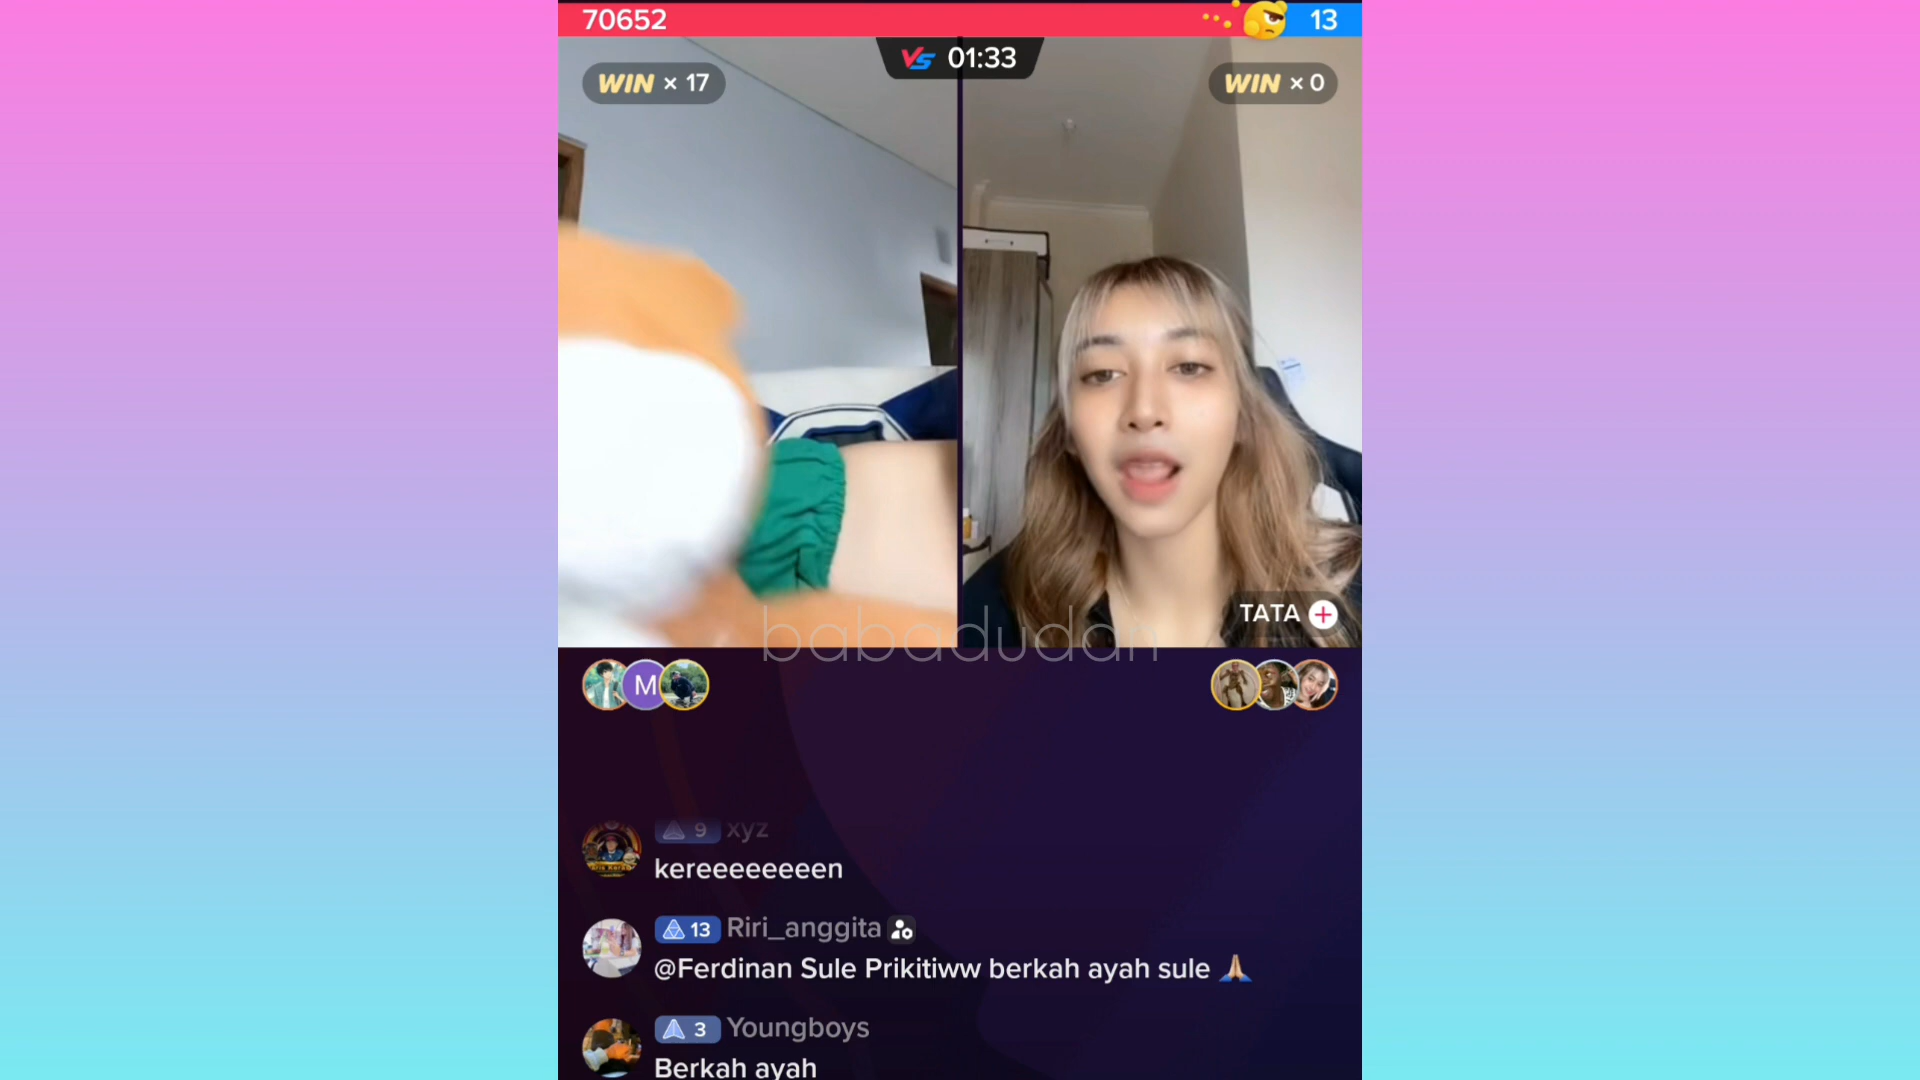 70652
13
VS 01:33
WIN × 17
WIN × 0
TATA
babadudan
M
9 xyz
kereeeeeeeen
13 Riri_anggita
@Ferdinan Sule Prikitiww berkah ayah sule 🙏
3 Youngboys
Berkah ayah